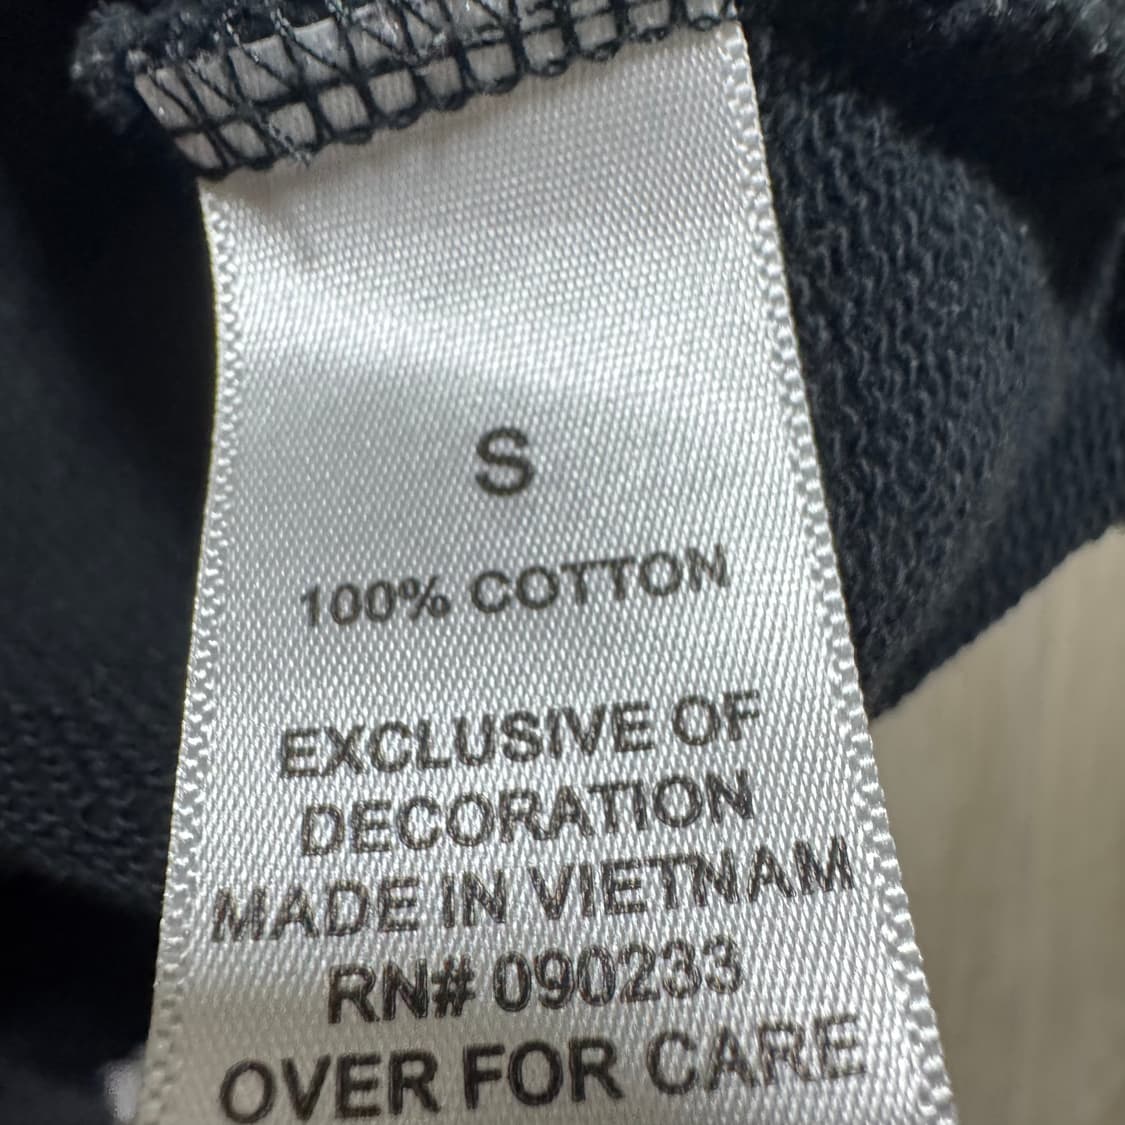 S
100% COTTON
EXCLUSIVE OF
DECORATION
MADE IN VIETNAM
RN# 090233
OVER FOR CARE